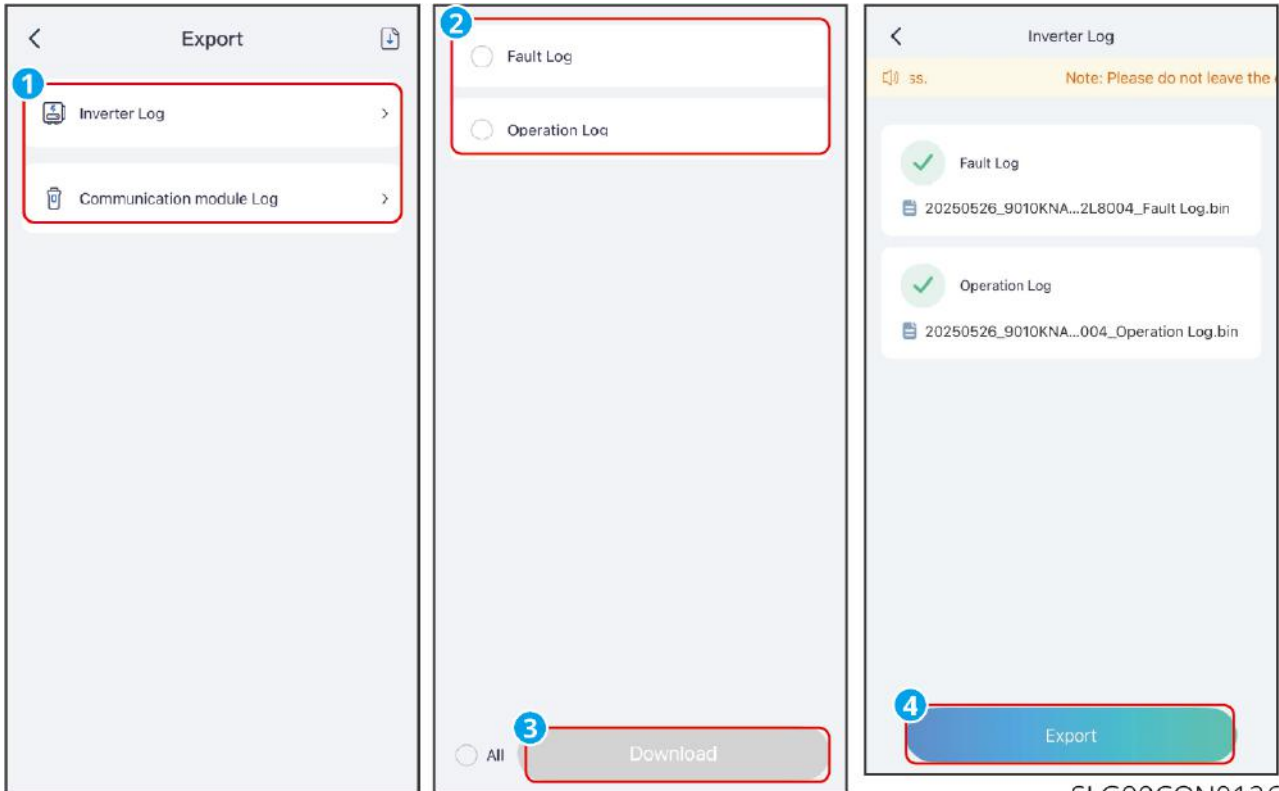 Export
1
Inverter Log
Communication module Log
2
Fault Log
Operation Log
3
All
Download
Inverter Log
ss. Note: Please do not leave the
Fault Log
20250526_9010KNA...2L8004_Fault Log.bin
Operation Log
20250526_9010KNA...004_Operation Log.bin
4
Export